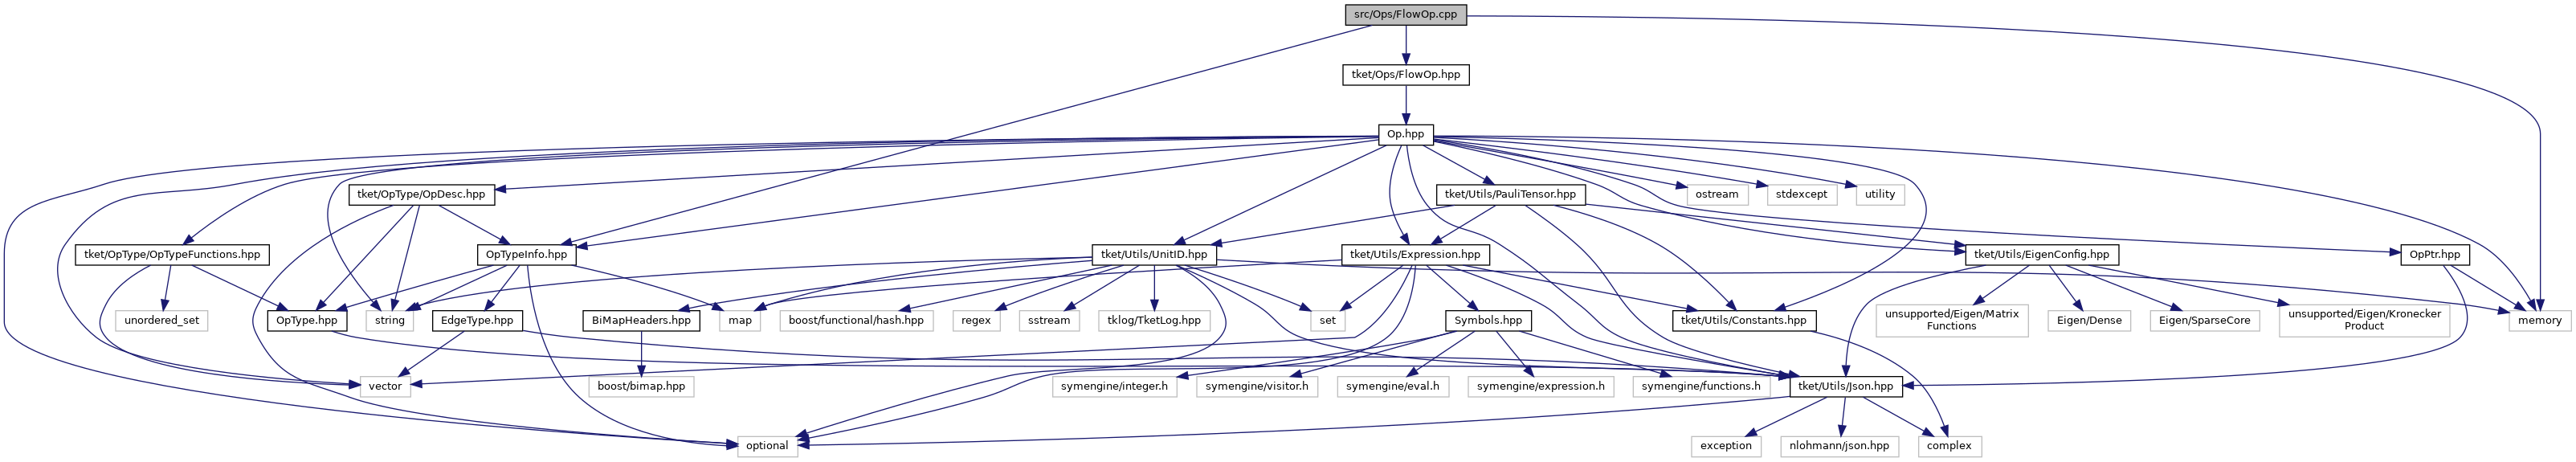 src/Ops/FlowOp.cpp
tket/Ops/FlowOp.hpp
Op.hpp
tket/OpType/OpDesc.hpp
tket/Utils/PauliTensor.hpp
ostream
stdexcept
utility
tket/OpType/OpTypeFunctions.hpp
OpTypeInfo.hpp
tket/Utils/UnitID.hpp
tket/Utils/Expression.hpp
tket/Utils/EigenConfig.hpp
OpPtr.hpp
unordered_set
OpType.hpp
string
EdgeType.hpp
BiMapHeaders.hpp
map
boost/functional/hash.hpp
regex
sstream
tklog/TketLog.hpp
set
Symbols.hpp
tket/Utils/Constants.hpp
unsupported/Eigen/Matrix
Functions
Eigen/Dense
Eigen/SparseCore
unsupported/Eigen/Kronecker
Product
memory
vector
boost/bimap.hpp
symengine/integer.h
symengine/visitor.h
symengine/eval.h
symengine/expression.h
symengine/functions.h
tket/Utils/Json.hpp
optional
exception
nlohmann/json.hpp
complex